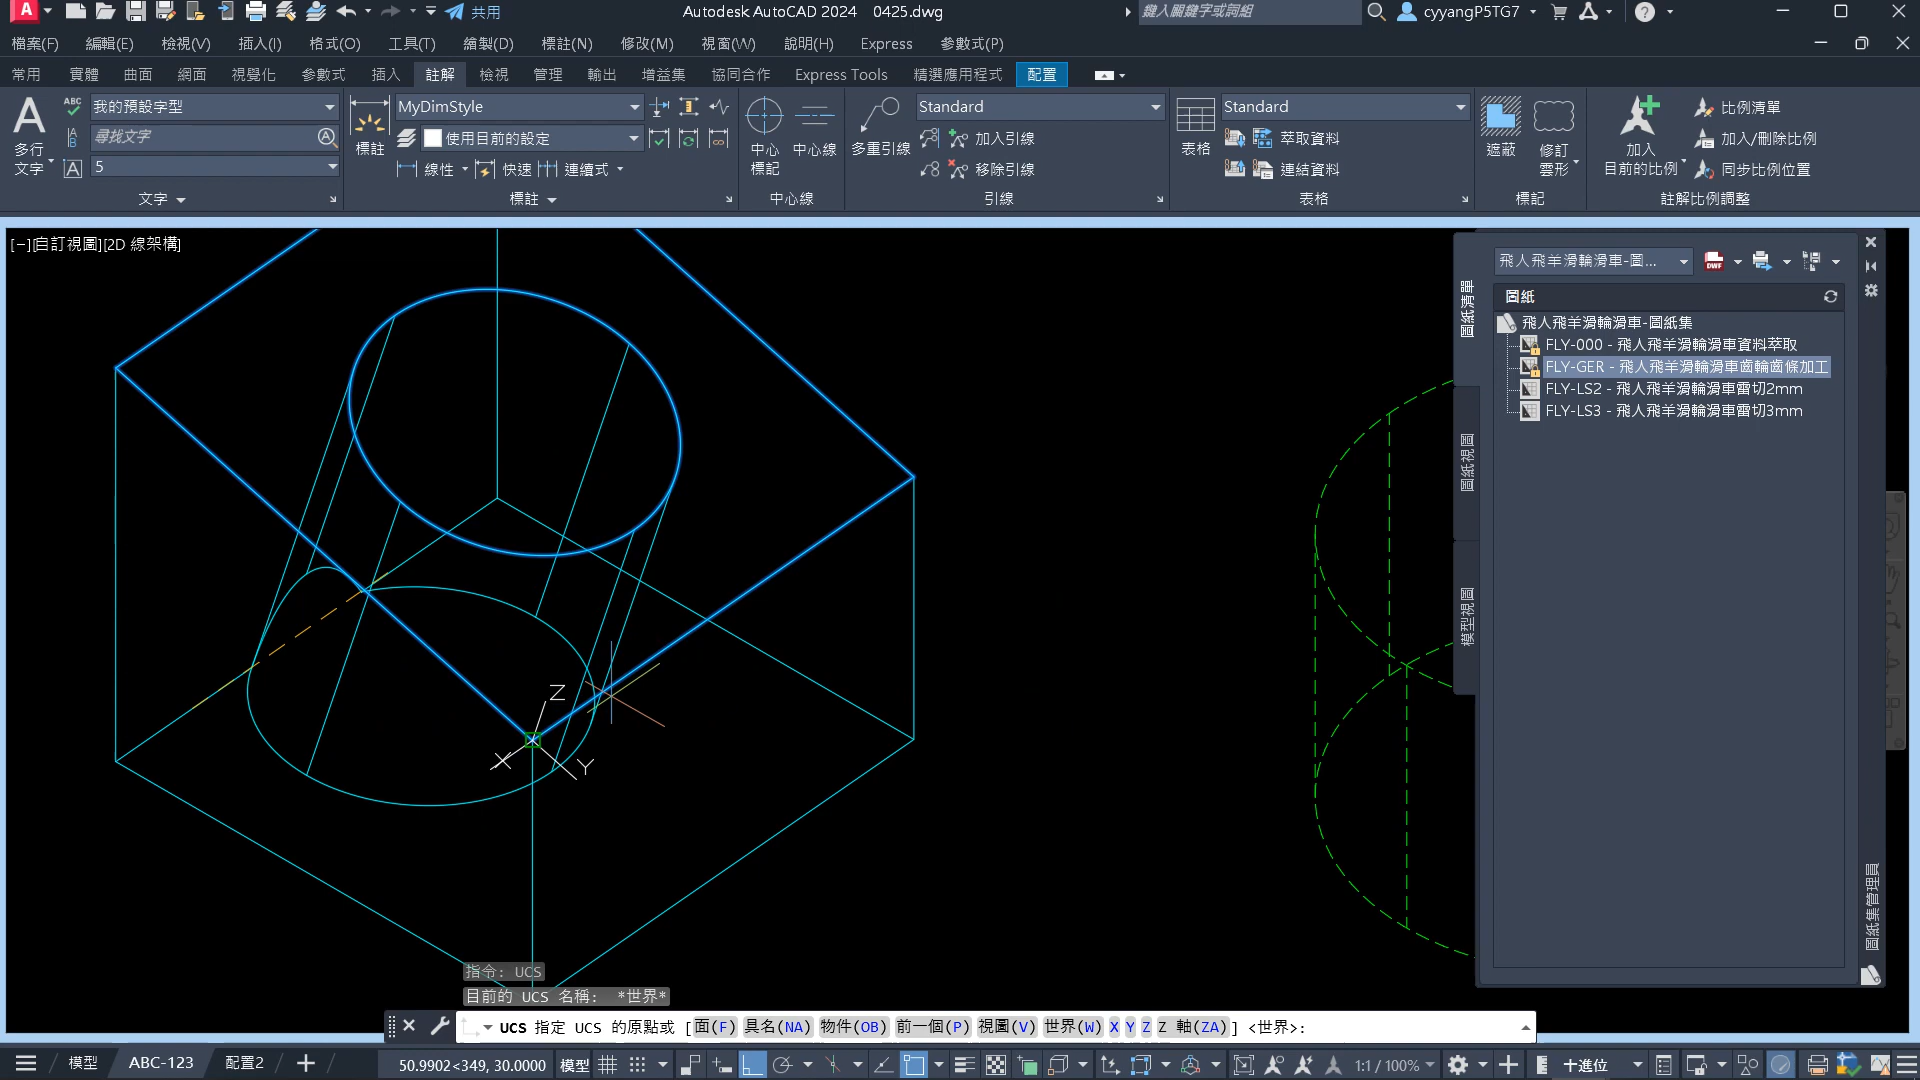 共用
Autodesk AutoCAD 2024 0425.dwg
鍵入關鍵字或詞組
cyyangP5TG7
檔案(F) 編輯(E) 檢視(V) 插入(I) 格式(O) 工具(T) 繪製(D) 標註(N) 修改(M) 視窗(W) 說明(H) Express 參數式(P)
常用 實體 曲面 網面 視覺化 參數式 插入 註解 檢視 管理 輸出 增益集 協同合作 Express Tools 精選應用程式 配置
多行
文字
ABC
我的預設字型
尋找文字
5
文字
標註
MyDimStyle
使用目前的設定
線性 快速 連續式
標註
中心
標記
中心線
中心線
多重引線
Standard
加入引線
移除引線
引線
表格
Standard
萃取資料
連結資料
表格
遮蔽
修訂
雲形
標記
加入
目前的比例
比例清單
加入/刪除比例
同步比例位置
註解比例調整
[−][自訂視圖][2D 線架構]
Z
X
Y
圖紙清單
圖紙視圖
模型視圖
飛人飛羊滑輪滑車-圖...
DWF
圖紙
飛人飛羊滑輪滑車-圖紙集
FLY-000 - 飛人飛羊滑輪滑車資料萃取
FLY-GER - 飛人飛羊滑輪滑車齒輪齒條加工
FLY-LS2 - 飛人飛羊滑輪滑車雷切2mm
FLY-LS3 - 飛人飛羊滑輪滑車雷切3mm
圖紙集管理員
指令: UCS
目前的 UCS 名稱: *世界*
UCS 指定 UCS 的原點或 [面(F) 具名(NA) 物件(OB) 前一個(P) 視圖(V) 世界(W) X Y Z Z 軸(ZA)] <世界>:
模型 ABC-123 配置2
50.9902<349, 30.0000 模型 1:1 / 100% 十進位